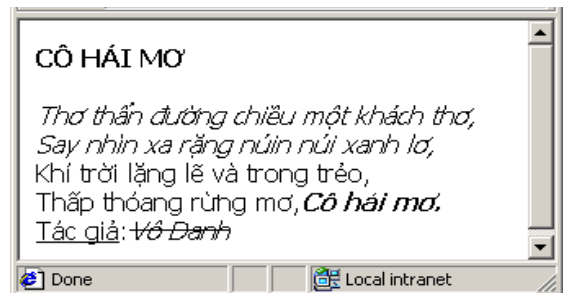 CÔ HÁI MƠ
Thơ thẩn đường chiều một khách thơ,
Say nhìn xa rặng núin núi xanh lơ,
Khí trời lặng lẽ và trong trẻo,
Thấp thóang rừng mơ,Cô hái mơ.
Tác giả: Vô Danh
Done
Local intranet